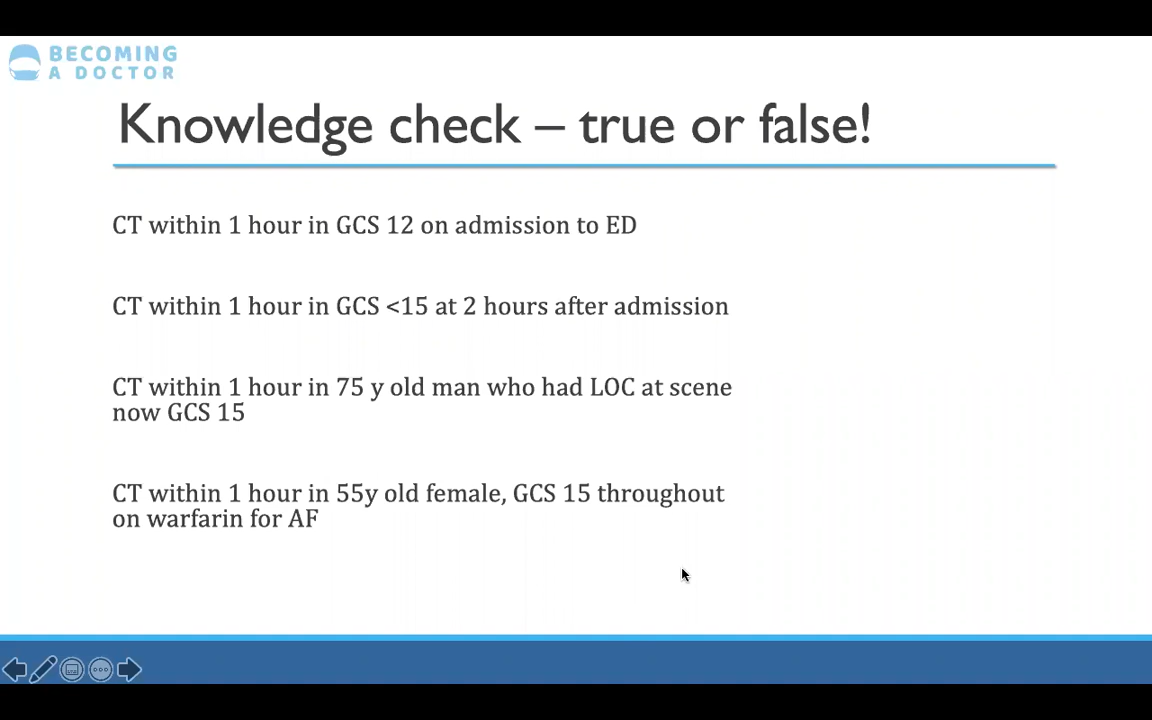 BECOMING
A DOCTOR
Knowledge check – true or false!
CT within 1 hour in GCS 12 on admission to ED
CT within 1 hour in GCS <15 at 2 hours after admission
CT within 1 hour in 75 y old man who had LOC at scene
now GCS 15
CT within 1 hour in 55y old female, GCS 15 throughout
on warfarin for AF